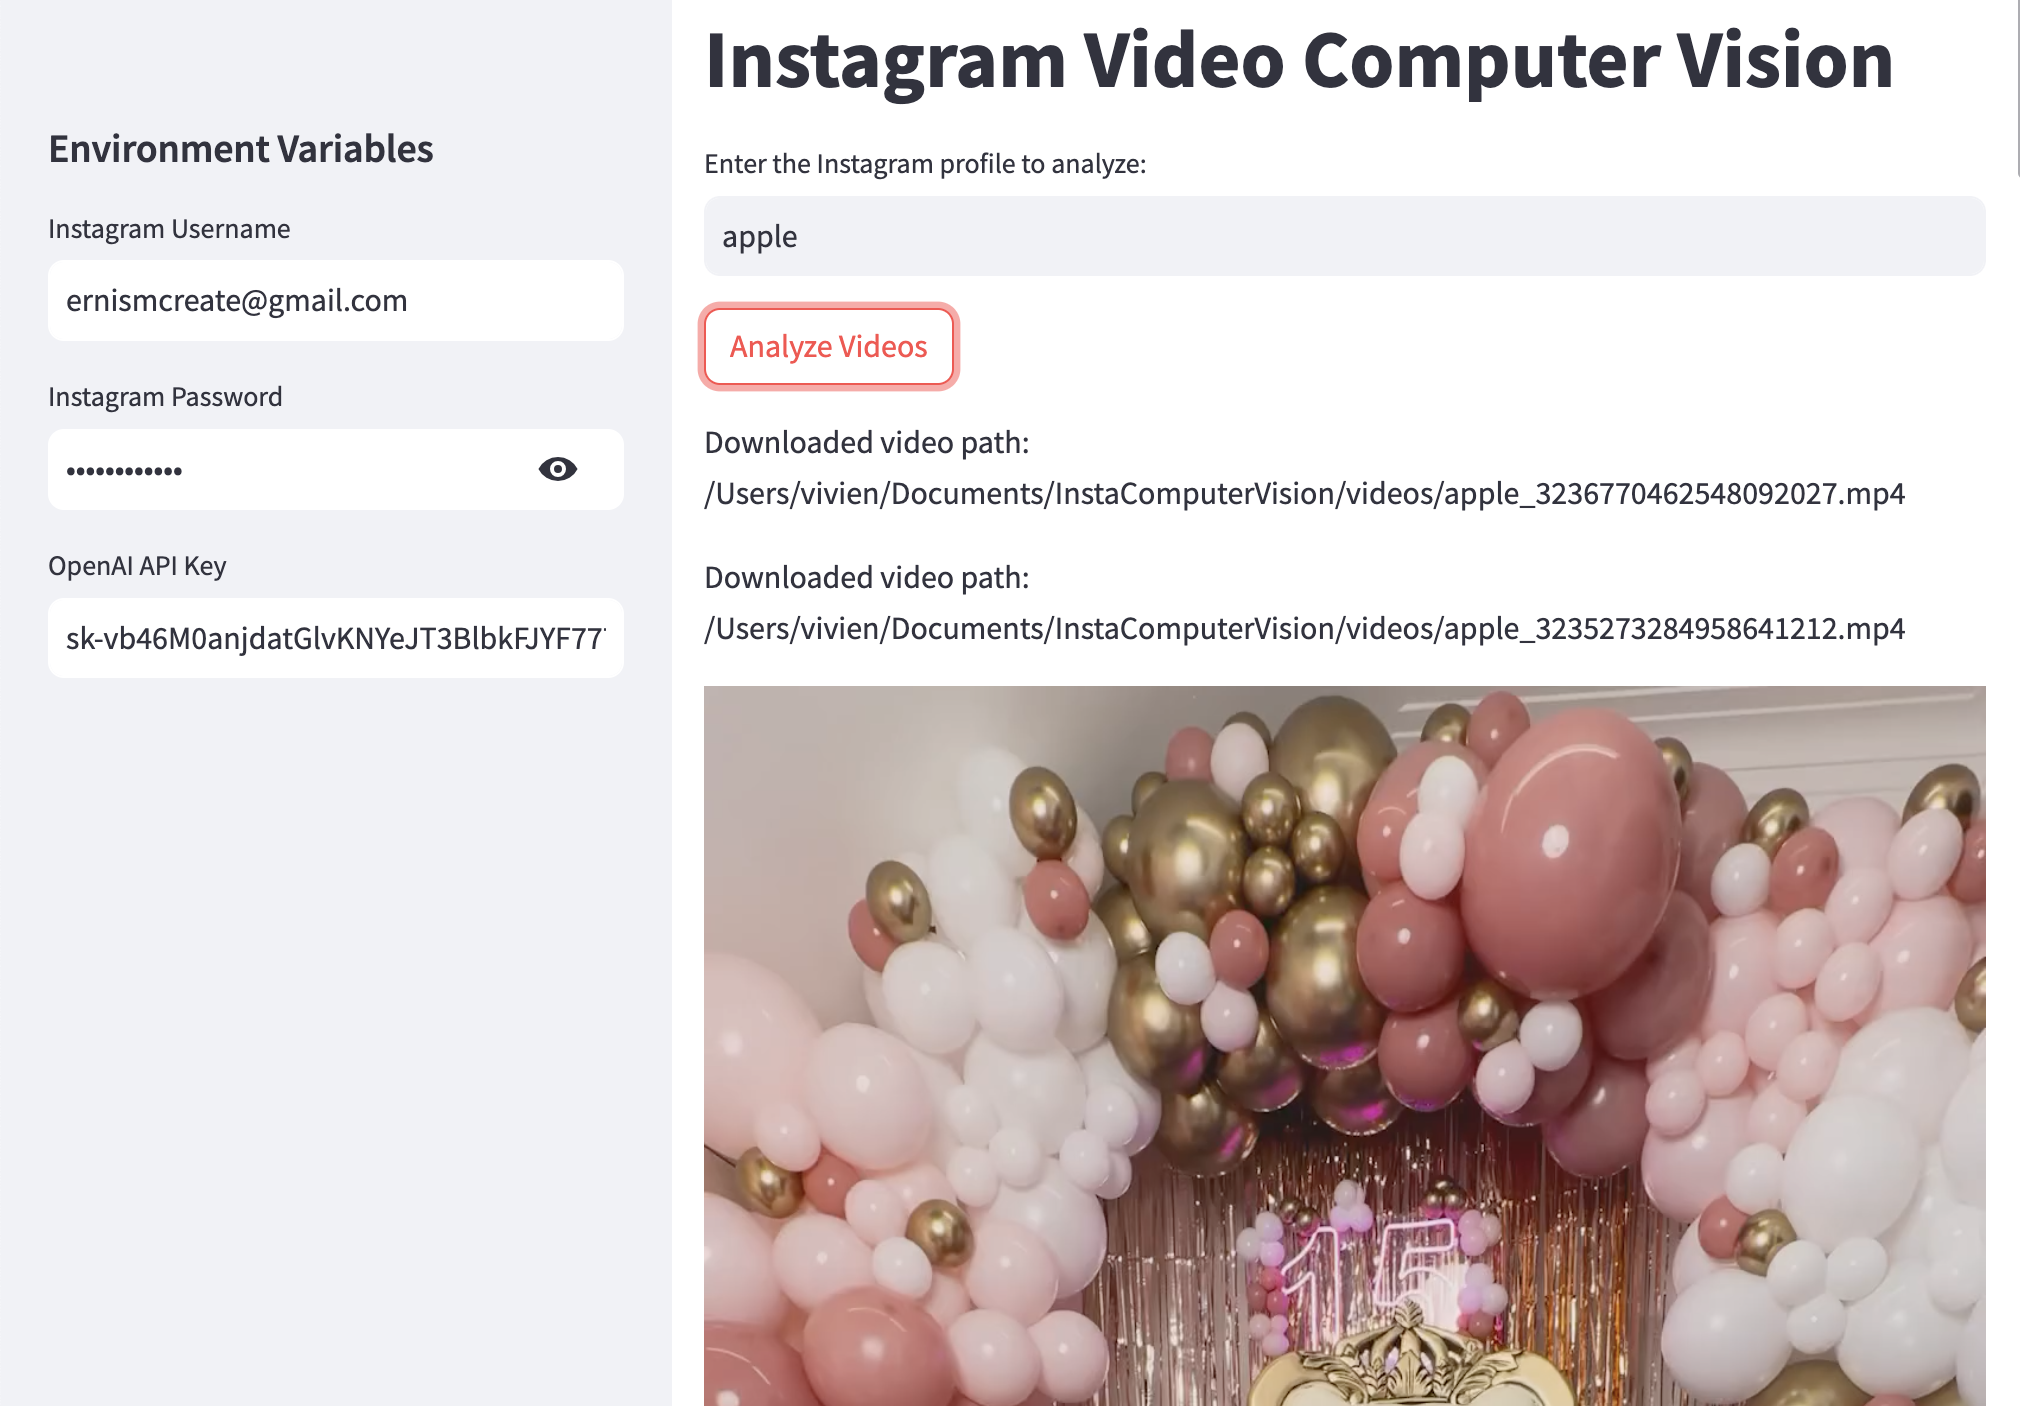 Environment Variables
Instagram Username
ernismcreate@gmail.com
Instagram Password
••••••••••••
OpenAI API Key
sk-vb46M0anjdatGlvKNYeJT3BlbkFJYF77
Instagram Video Computer Vision
Enter the Instagram profile to analyze:
apple
Analyze Videos
Downloaded video path:
/Users/vivien/Documents/InstaComputerVision/videos/apple_3236770462548092027.mp4
Downloaded video path:
/Users/vivien/Documents/InstaComputerVision/videos/apple_3235273284958641212.mp4
15